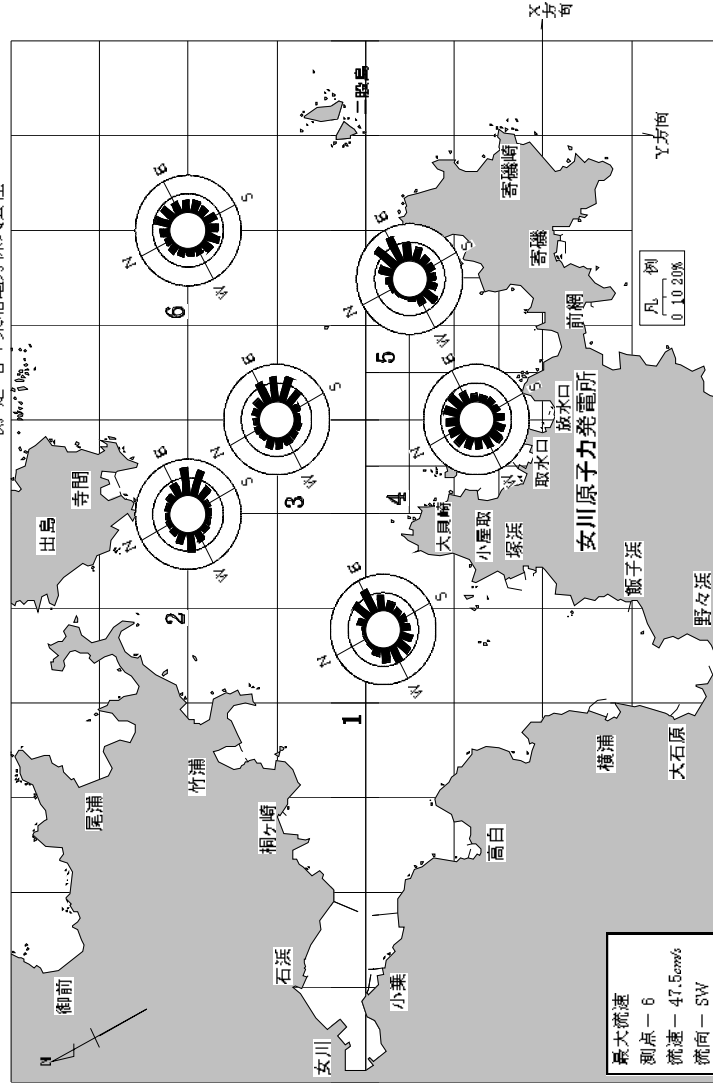 X方向
Y方向
二股島
寄磯崎
寄磯
前網
凡 例
0 10 20%
6
N
E
S
W
5
N
E
S
W
3
N
E
S
W
4
N
E
S
W
2
N
E
S
W
1
N
E
S
W
出島
寺間
大貝崎
小屋取
塚浜
取水口
放水口
女川原子力発電所
飯子浜
野々浜
尾浦
竹浦
桐ヶ崎
横浦
大石原
高白
御前
石浜
小乗
女川
N
最大流速
測点－6
流速－47.5cm/s
流向－SW